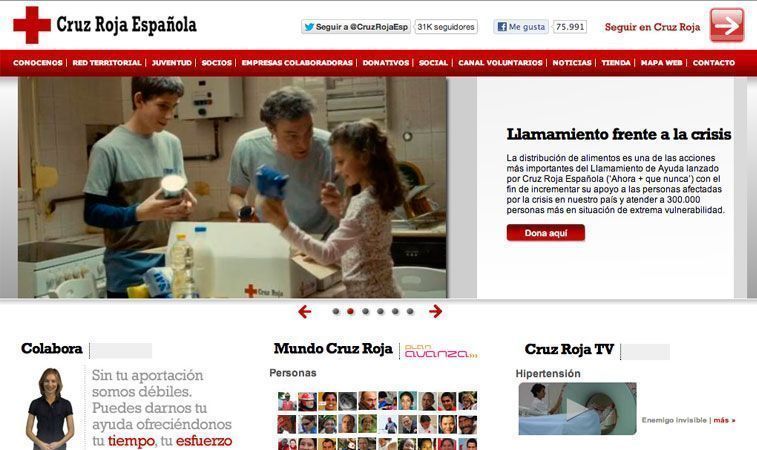 Cruz Roja Española
Seguir a @CruzRojaEsp
31K seguidores
Me gusta
75.991
Seguir en Cruz Roja
CONOCENOS | RED TERRITORIAL | JUVENTUD | SOCIOS | EMPRESAS COLABORADORAS | DONATIVOS | SOCIAL | CANAL VOLUNTARIOS | NOTICIAS | TIENDA | MAPA WEB | CONTACTO
Cruz Roja
Llamamiento frente a la crisis
La distribución de alimentos es una de las acciones
más importantes del Llamamiento de Ayuda lanzado
por Cruz Roja Española ('Ahora + que nunca') con el
fin de incrementar su apoyo a las personas afectadas
por la crisis en nuestro país y atender a 300.000
personas más en situación de extrema vulnerabilidad.
Dona aquí
Colabora
Sin tu aportación
somos débiles.
Puedes darnos tu
ayuda ofreciéndonos
tu tiempo, tu esfuerzo
Mundo Cruz Roja
plan
avanza
Personas
Cruz Roja TV
Hipertensión
Enemigo invisible | más »